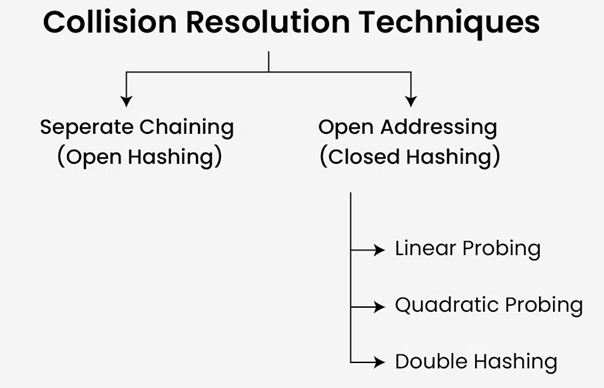 Collision Resolution Techniques
Seperate Chaining
(Open Hashing)
Open Addressing
(Closed Hashing)
Linear Probing
Quadratic Probing
Double Hashing